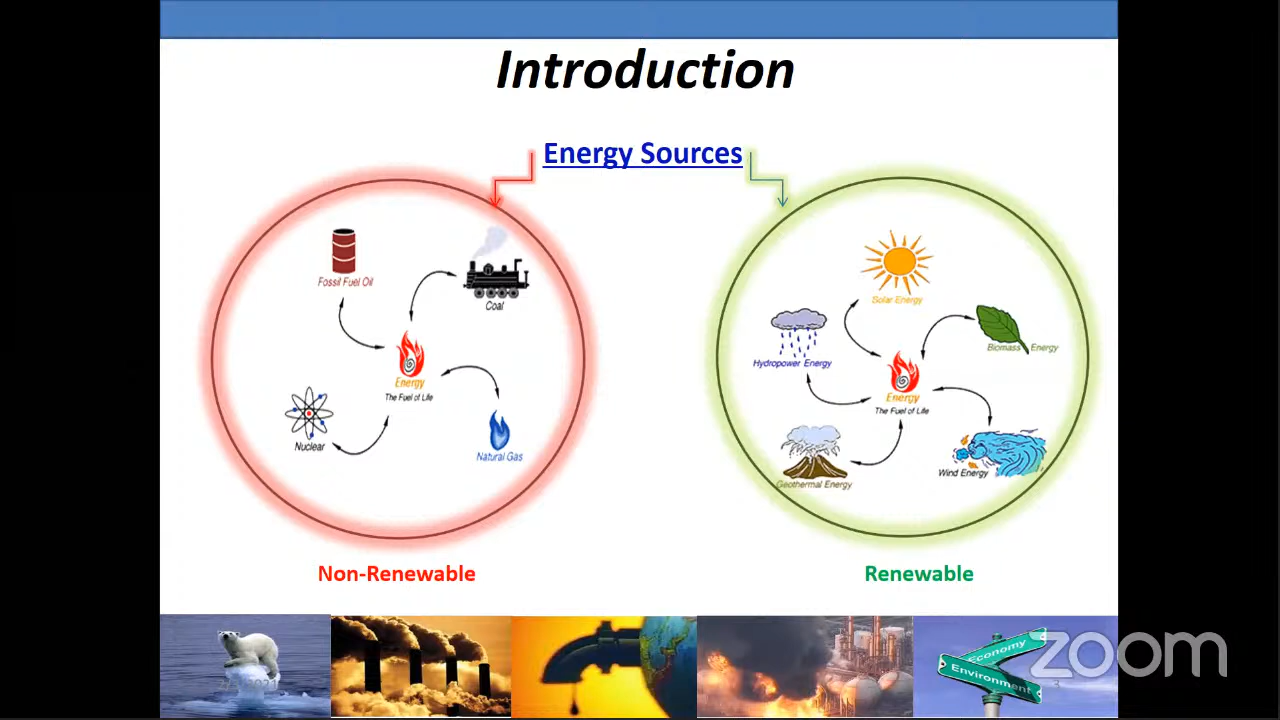 Introduction
Energy Sources
Fossil Fuel Oil
Coal
Energy
The Fuel of Life
Nuclear
Natural Gas
Non-Renewable
Solar Energy
Biomass Energy
Hydropower Energy
Energy
The Fuel of Life
Wind Energy
Geothermal Energy
Renewable
Economy
Environment
zoom
3